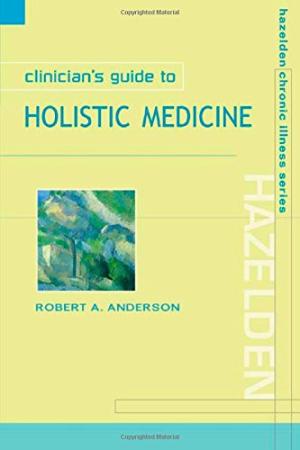 clinician's guide to
HOLISTIC MEDICINE
ROBERT A. ANDERSON
hazelden chronic illness series
HAZELDEN